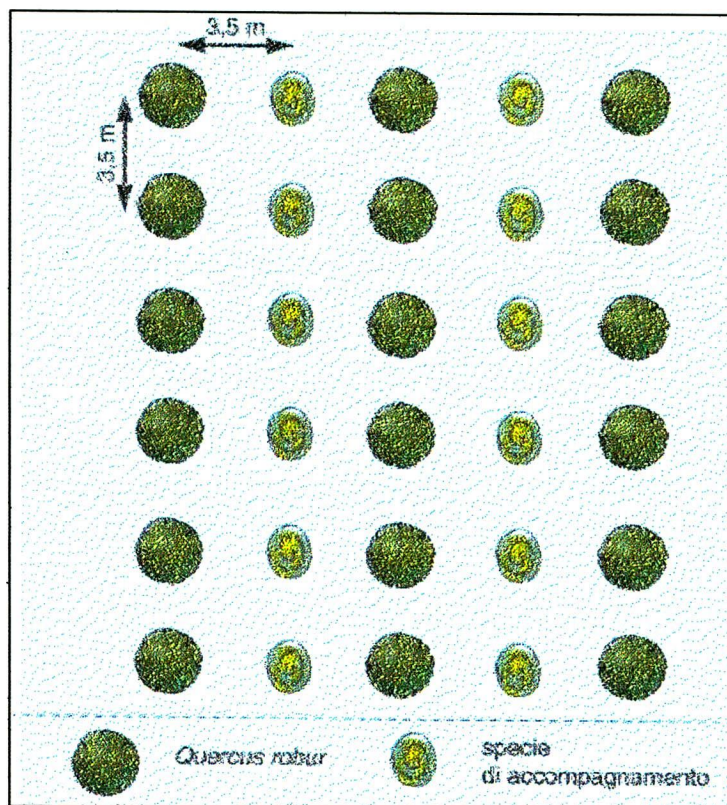 3,5 m
3,5 m
Quercus robur
specie
di accompagnamento